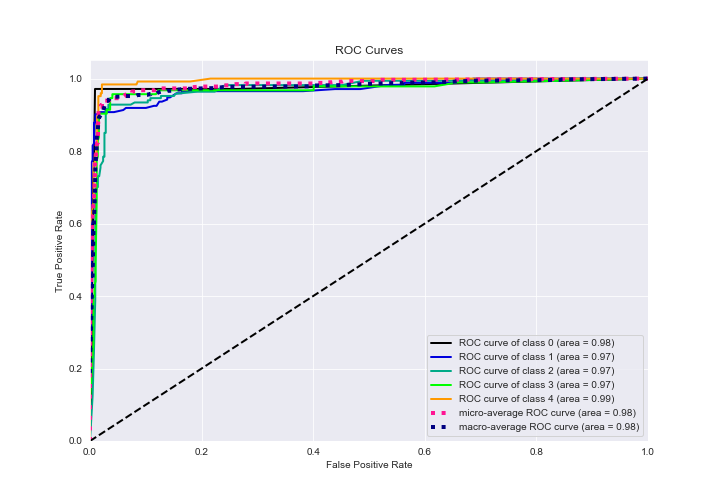 ROC Curves
1.0
0.8
0.6
0.4
0.2
0.0
True Positive Rate
0.0 0.2 0.4 0.6 0.8 1.0
False Positive Rate
ROC curve of class 0 (area = 0.98)
ROC curve of class 1 (area = 0.97)
ROC curve of class 2 (area = 0.97)
ROC curve of class 3 (area = 0.97)
ROC curve of class 4 (area = 0.99)
micro-average ROC curve (area = 0.98)
macro-average ROC curve (area = 0.98)